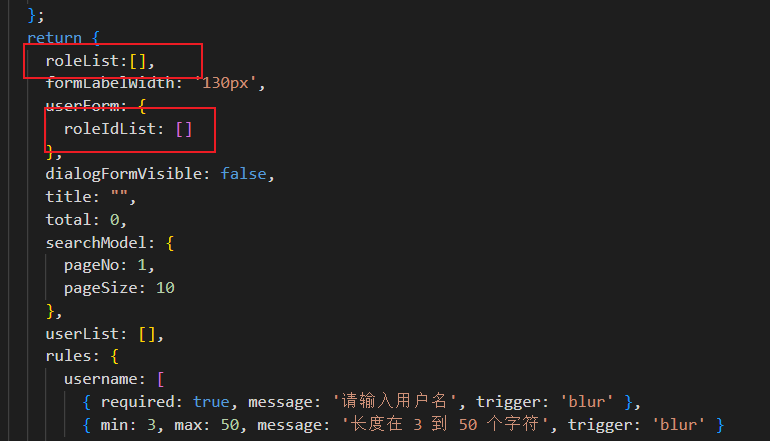 };
return {
roleList:[],
formLabelWidth: '130px',
userForm: {
roleIdList: []
},
dialogFormVisible: false,
title: "",
total: 0,
searchModel: {
pageNo: 1,
pageSize: 10
},
userList: [],
rules: {
username: [
{ required: true, message: '请输入用户名', trigger: 'blur' },
{ min: 3, max: 50, message: '长度在 3 到 50 个字符', trigger: 'blur' }